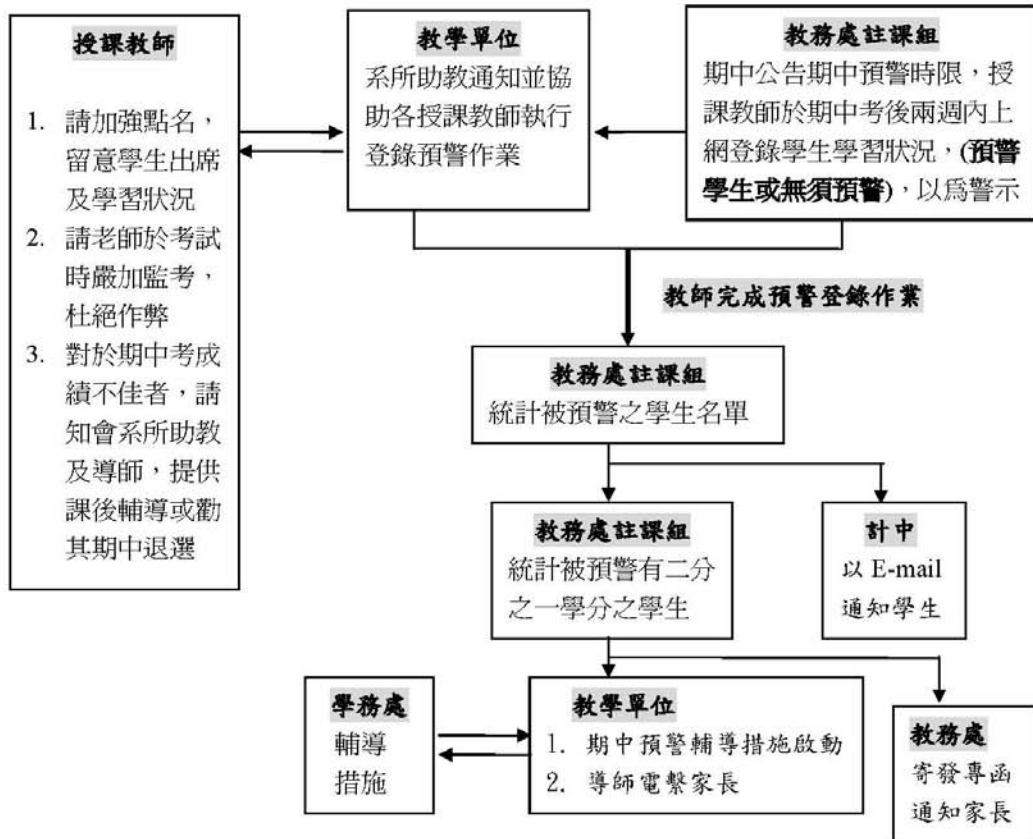 授課教師
1. 請加強點名，
留意學生出席
及學習狀況
2. 請老師於考試
時嚴加監考，
杜絕作弊
3. 對於期中考成
績不佳者，請
知會系所助教
及導師，提供
課後輔導或勸
其期中退選
教學單位
系所助教通知並協
助各授課教師執行
登錄預警作業
教務處註課組
期中公告期中預警時限，授
課教師於期中考後兩週內上
網登錄學生學習狀況，(預警
學生或無須預警)，以為警示
教師完成預警登錄作業
教務處註課組
統計被預警之學生名單
教務處註課組
統計被預警有二分
之一學分之學生
計中
以 E-mail
通知學生
學務處
輔導
措施
教學單位
1. 期中預警輔導措施啟動
2. 導師電繫家長
教務處
寄發專函
通知家長